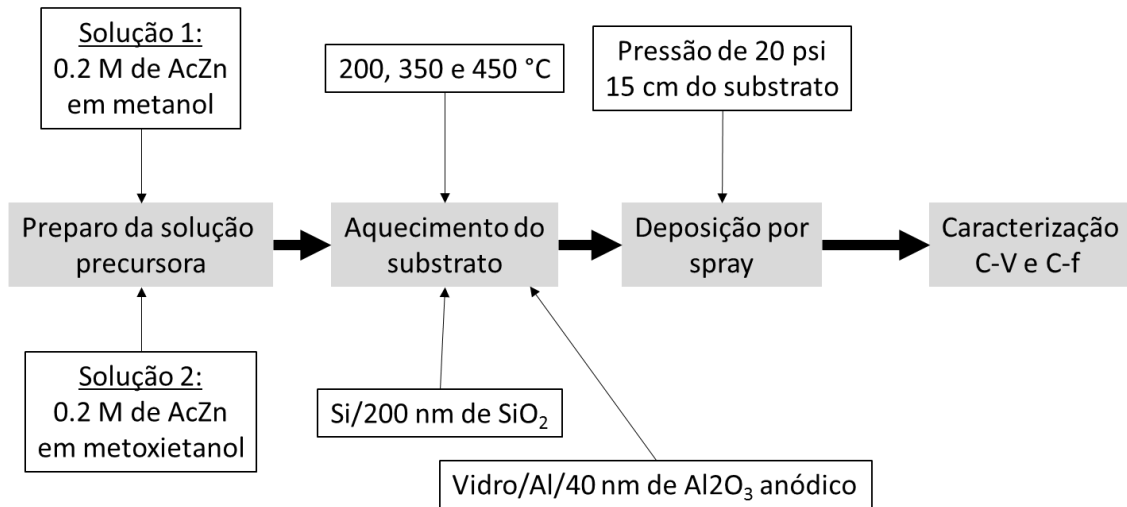 Solução 1:
0.2 M de AcZn
em metanol
200, 350 e 450 °C
Pressão de 20 psi
15 cm do substrato
Preparo da solução
precursora
Aquecimento do
substrato
Deposição por
spray
Caracterização
C-V e C-f
Solução 2:
0.2 M de AcZn
em metoxietanol
Si/200 nm de SiO₂
Vidro/Al/40 nm de Al2O₃ anódico